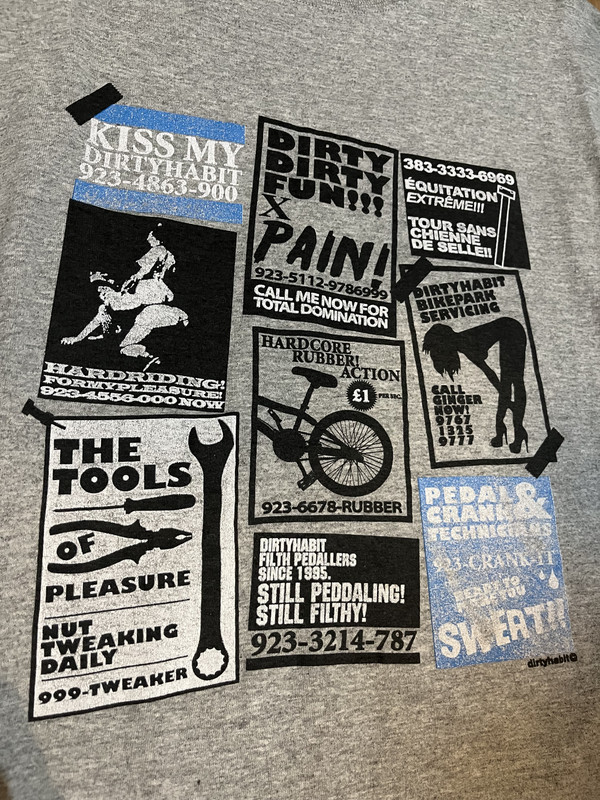 KISS MY
DIRTYHABIT
923-4863-900
HARDRIDING!
FORMYPLEASURE!
923-4556-000 NOW
THE
TOOLS
OF
PLEASURE
NUT
TWEAKING
DAILY
999-TWEAKER
DIRTY
DIRTY
FUN!!!
X
PAIN!
923-5112-9786999
CALL ME NOW FOR
TOTAL DOMINATION
HARDCORE
RUBBER!
ACTION
£1
PER SEC.
923-6678-RUBBER
DIRTYHABIT
FILTH PEDALLERS
SINCE 1995.
STILL PEDDALING!
STILL FILTHY!
923-3214-787
383-3333-6969
ÉQUITATION
EXTRÊME!!!
TOUR SANS
CHIENNE
DE SELLE!!
DIRTYHABIT
BIKEPARK
SERVICING
CALL
GINGER
NOW!
9767
1325
9777
PEDAL &
CRANK
TECHNICIANS
923-CRANK-IT
SWEAT!!
dirtyhabit©